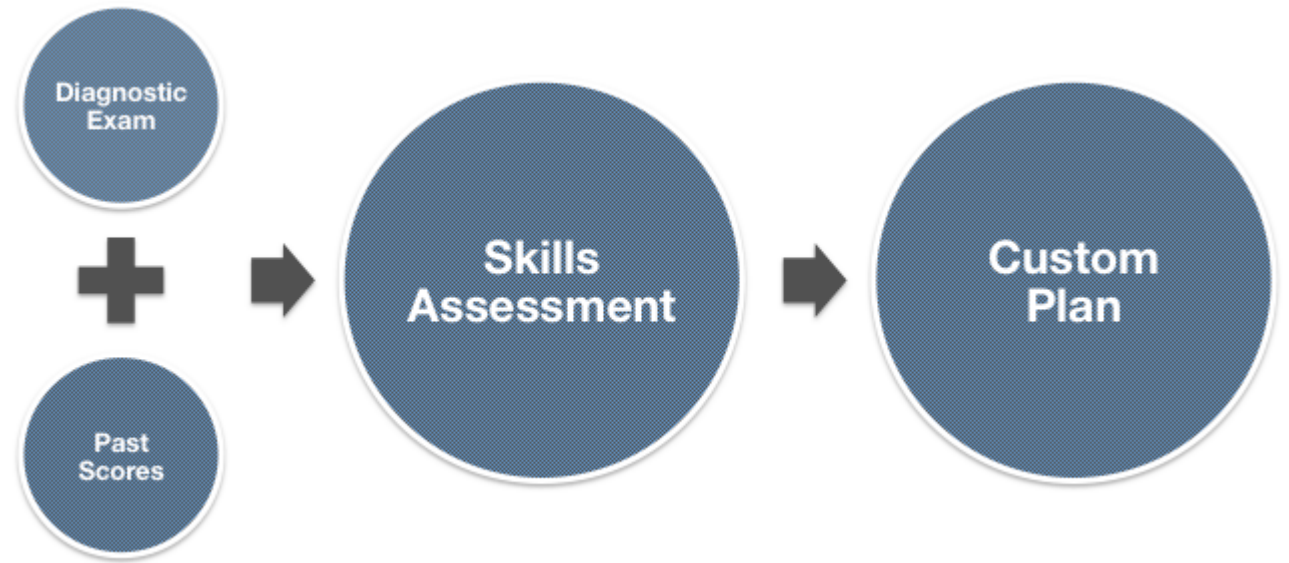 Diagnostic
Exam
Past
Scores
Skills
Assessment
Custom
Plan